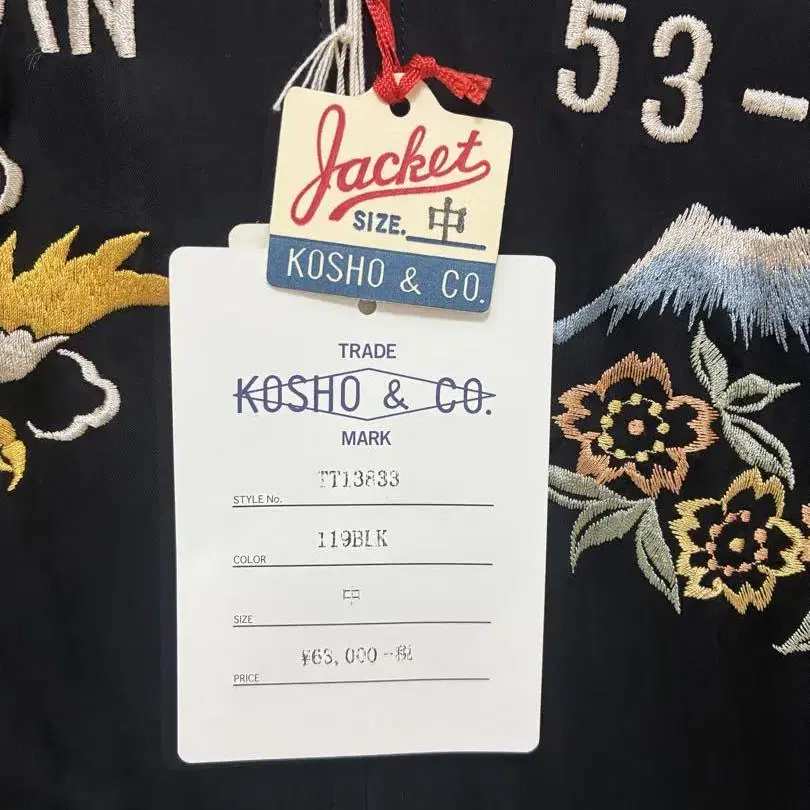 AN
53-
Jacket
SIZE. 中
KOSHO & CO.
TRADE
KOSHO & CO.
MARK
STYLE No. TT13833
COLOR 119BLK
SIZE 中
PRICE ¥63,000-税